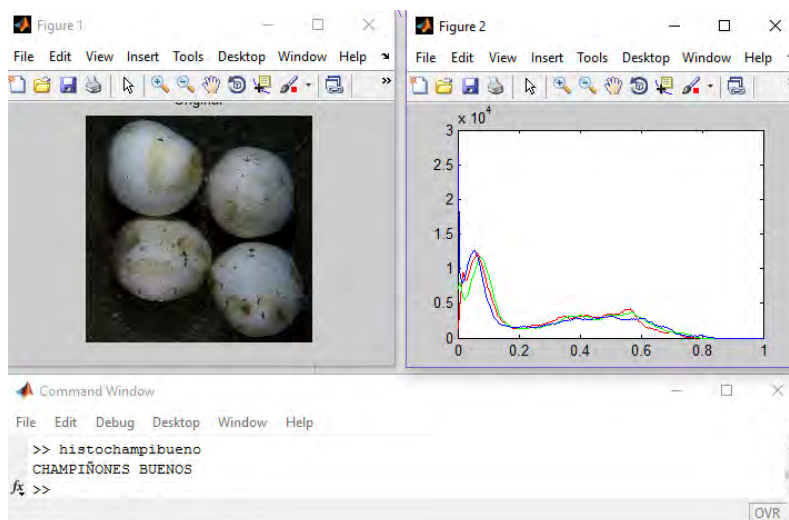 Figure 1
File Edit View Insert Tools Desktop Window Help
Original
Figure 2
File Edit View Insert Tools Desktop Window Help
x 10^4
3
2.5
2
1.5
1
0.5
0
0 0.2 0.4 0.6 0.8 1
Command Window
File Edit Debug Desktop Window Help
>> histochampibueno
CHAMPIÑONES BUENOS
fx >>
OVR